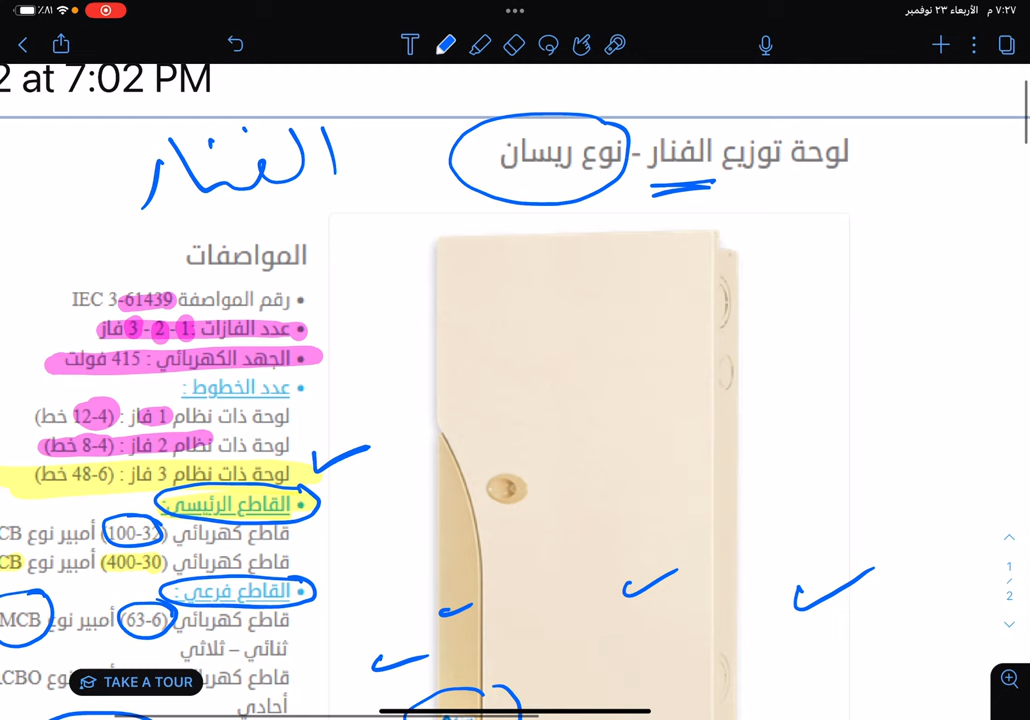 ٧:٢٧ م الأربعاء ٢٣ نوفمبر
٪٨١
2 at 7:02 PM
لوحة توزيع الفنار - نوع ريسان
الفنار
المواصفات
• رقم المواصفة IEC 3-61439
• عدد الفازات :1 - 2 - 3 فاز
• الجهد الكهربائي : 415 فولت
• عدد الخطوط :
لوحة ذات نظام 1 فاز : (4-12 خط)
لوحة ذات نظام 2 فاز : (4-8 خط)
لوحة ذات نظام 3 فاز : (6-48 خط)
• القاطع الرئيسي:
قاطع كهربائي (32-100) أمبير نوع CB
قاطع كهربائي (30-400) أمبير نوع CB
• القاطع فرعي :
قاطع كهربائي (6-63) أمبير نوع MCB
ثنائي – ثلاثي
قاطع كهر نوع CBO
أحادي
TAKE A TOUR
1
/
2